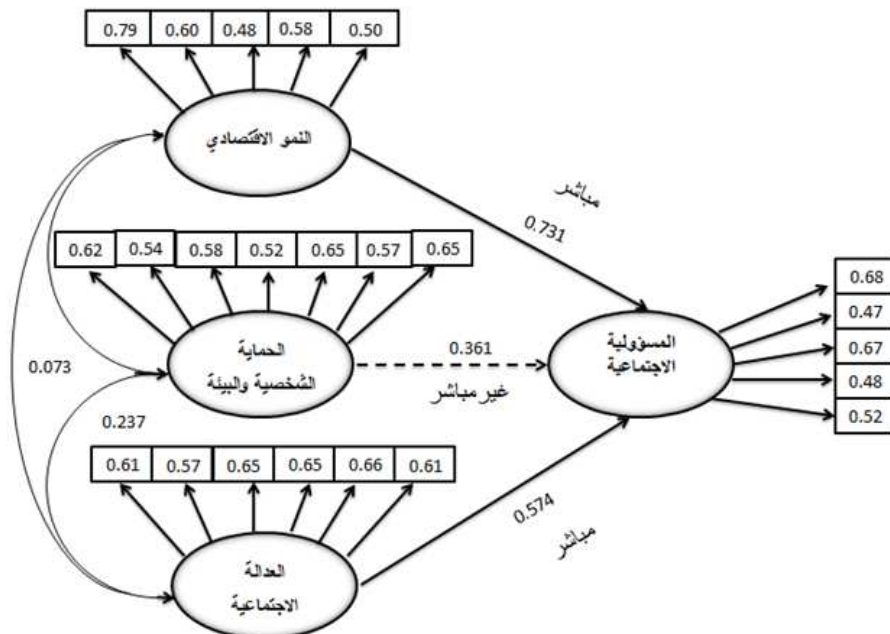 0.79 0.60 0.48 0.58 0.50
النمو الاقتصادي
مباشر
0.731
0.62 0.54 0.58 0.52 0.65 0.57 0.65
الحماية
الشخصية والبيئة
0.361
غير مباشر
المسؤولية
الاجتماعية
0.68
0.47
0.67
0.48
0.52
0.073
0.237
0.61 0.57 0.65 0.65 0.66 0.61
العدالة
الاجتماعية
0.574
مباشر